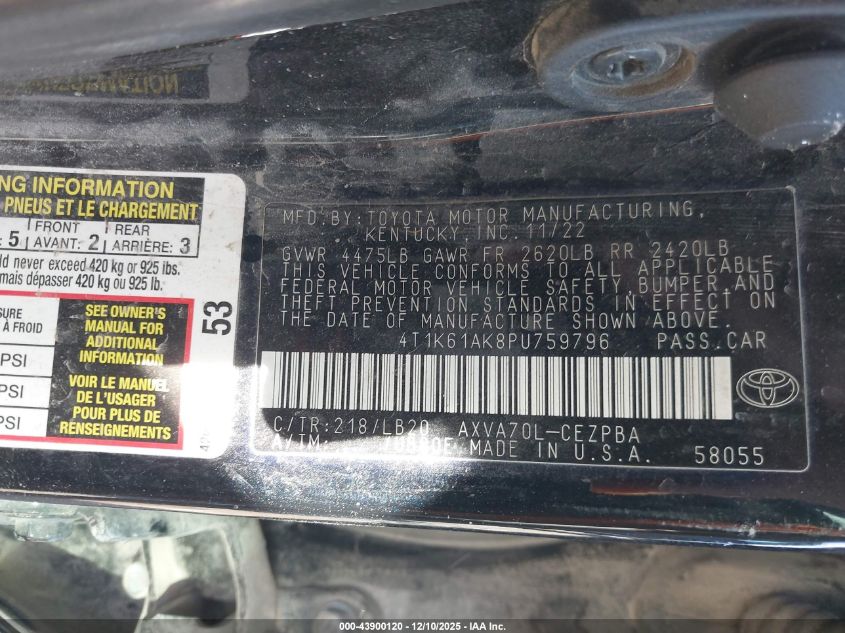 NG INFORMATION
PNEUS ET LE CHARGEMENT
5 FRONT AVANT: 2 REAR ARRIÈRE: 3
ld never exceed 420 kg or 925 lbs.
mais dépasser 420 kg ou 925 lb.
SURE
À FROID
PSI
PSI
PSI
SEE OWNER'S
MANUAL FOR
ADDITIONAL
INFORMATION
VOIR LE MANUEL
DE L'USAGER
POUR PLUS DE
RENSEIGNEMENTS
53
MFD. BY: TOYOTA MOTOR MANUFACTURING,
KENTUCKY, INC. 11/22
GVWR 4475LB GAWR FR 2620LB RR 2420LB
THIS VEHICLE CONFORMS TO ALL APPLICABLE
FEDERAL MOTOR VEHICLE SAFETY, BUMPER, AND
THEFT PREVENTION STANDARDS IN EFFECT ON
THE DATE OF MANUFACTURE SHOWN ABOVE.
4T1K61AK8PU759796 PASS. CAR
C/TR: 218/LB20 AXVA70L-CEZPBA
A/TM: MADE IN U.S.A. 58055
000-43900120 - 12/10/2025 - IAA Inc.